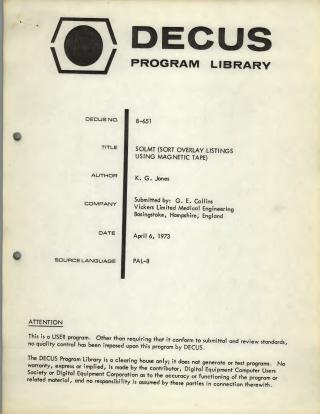 DECUS
PROGRAM LIBRARY
DECUS NO. 8-651
TITLE SOLMT (SORT OVERLAY LISTINGS
USING MAGNETIC TAPE)
AUTHOR K. G. Jones
COMPANY Submitted by: G. E. Collins
Vickers Limited Medical Engineering
Basingstoke, Hampshire, England
DATE April 6, 1973
SOURCE LANGUAGE PAL-8
ATTENTION
This is a USER program. Other than requiring that it conform to submittal and review standards,
no quality control has been imposed upon this program by DECUS.
The DECUS Program Library is a clearing house only; it does not generate or test programs. No
warranty, express or implied, is made by the contributor, Digital Equipment Computer Users
Society or Digital Equipment Corporation as to the accuracy or functioning of the program or
related material, and no responsibility is assumed by these parties in connection therewith.